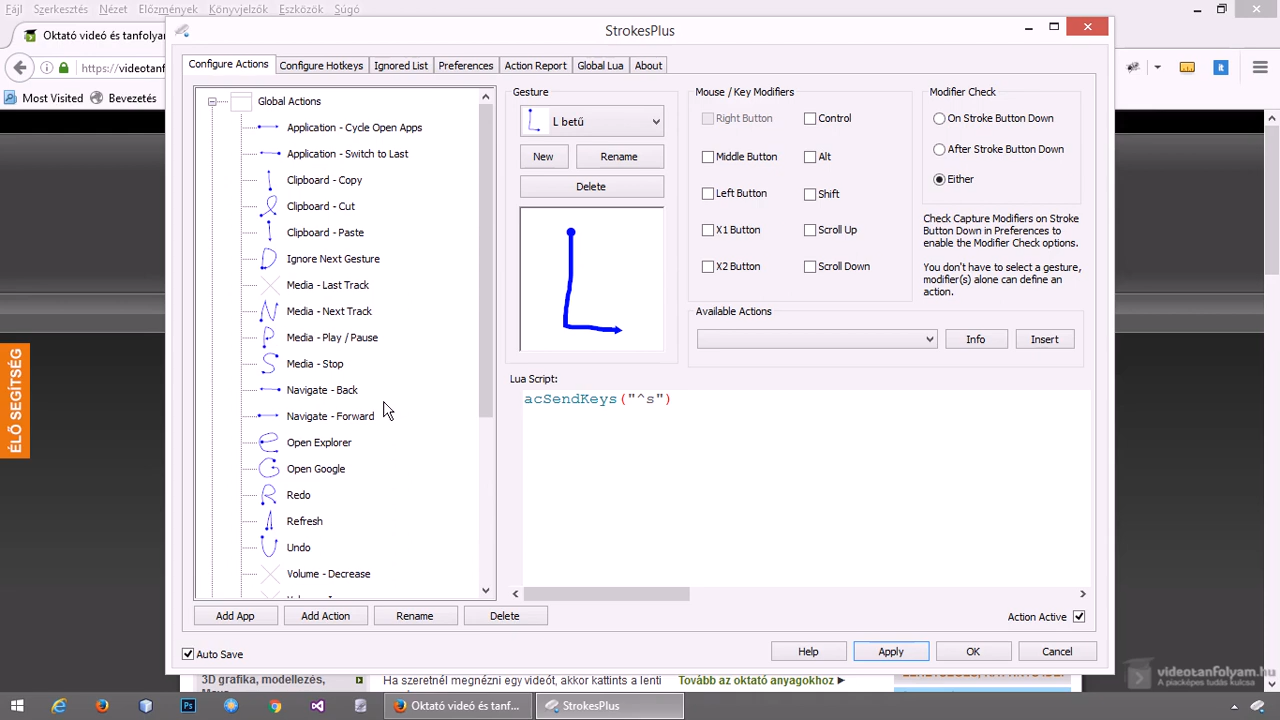 Fájl Szerkesztés Nézet Előzmények Könyvjelzők Eszközök Súgó
StrokesPlus
Oktató videó és tanfolyam
Configure Actions Configure Hotkeys Ignored List Preferences Action Report Global Lua About
https://videotanf
Most Visited Bevezetés
Global Actions
Application - Cycle Open Apps
Application - Switch to Last
Clipboard - Copy
Clipboard - Cut
Clipboard - Paste
Ignore Next Gesture
Media - Last Track
Media - Next Track
Media - Play / Pause
Media - Stop
Navigate - Back
Navigate - Forward
Open Explorer
Open Google
Redo
Refresh
Undo
Volume - Decrease
Add App Add Action Rename Delete
Auto Save
Gesture
L betű
New Rename
Delete
Mouse / Key Modifiers
Right Button Control
Middle Button Alt
Left Button Shift
X1 Button Scroll Up
X2 Button Scroll Down
Modifier Check
On Stroke Button Down
After Stroke Button Down
Either
Check Capture Modifiers on Stroke
Button Down in Preferences to
enable the Modifier Check options.
You don't have to select a gesture,
modifier(s) alone can define an
action.
Available Actions
Info Insert
Lua Script:
acSendKeys("^s")
Action Active
Help Apply OK Cancel
ÉLŐ SEGÍTSÉG
3D grafika, modellezés,
Ha szeretnél megnézni egy videót, akkor kattints a lenti
Tovább az oktató anyagokhoz
videotanfolyam.hu
A piacképes tudás kulcsa
Oktató videó és tanf... StrokesPlus